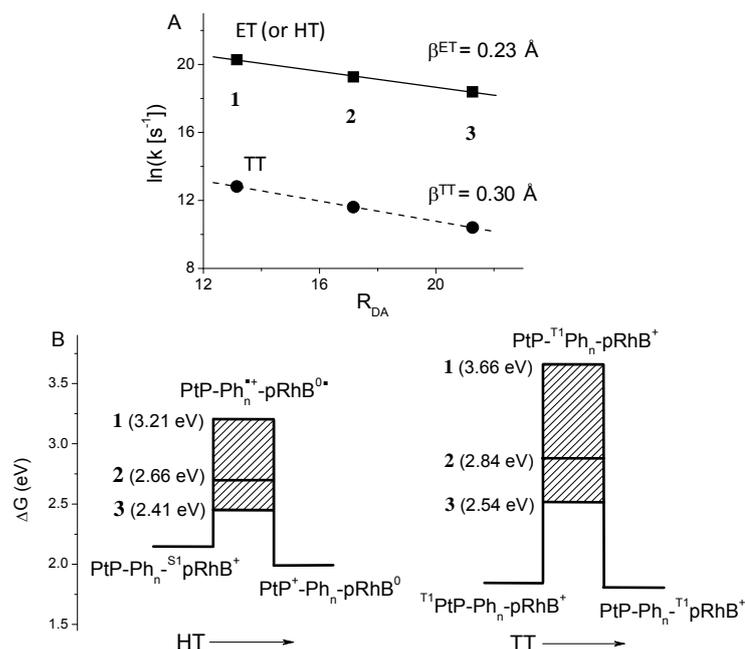 A
ET (or HT)
β^ET = 0.23 Å
20
1
2
3
16
TT
12
β^TT = 0.30 Å
8
12
16
20
ln(k [s⁻¹])
R_DA
B
PtP-^T1Ph_n-pRhB⁺
1 (3.66 eV)
3.5
PtP-Ph_n^▪+-pRhB^0▪
1 (3.21 eV)
3.0
2 (2.84 eV)
2 (2.66 eV)
2.5
3 (2.54 eV)
3 (2.41 eV)
ΔG (eV)
2.0
PtP-Ph_n-^S1pRhB⁺
PtP⁺-Ph_n-pRhB⁰
^T1PtP-Ph_n-pRhB⁺
PtP-Ph_n-^T1pRhB⁺
1.5
HT
TT